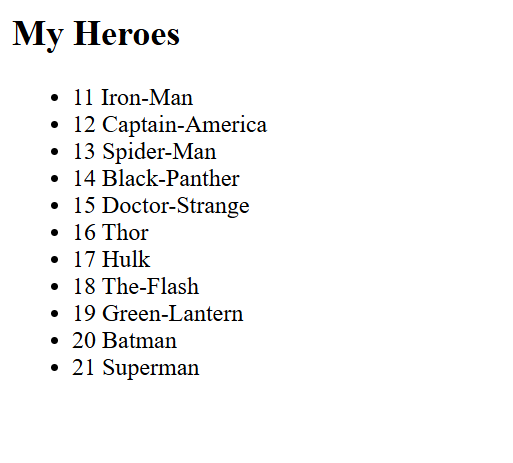 My Heroes
11 Iron-Man
12 Captain-America
13 Spider-Man
14 Black-Panther
15 Doctor-Strange
16 Thor
17 Hulk
18 The-Flash
19 Green-Lantern
20 Batman
21 Superman